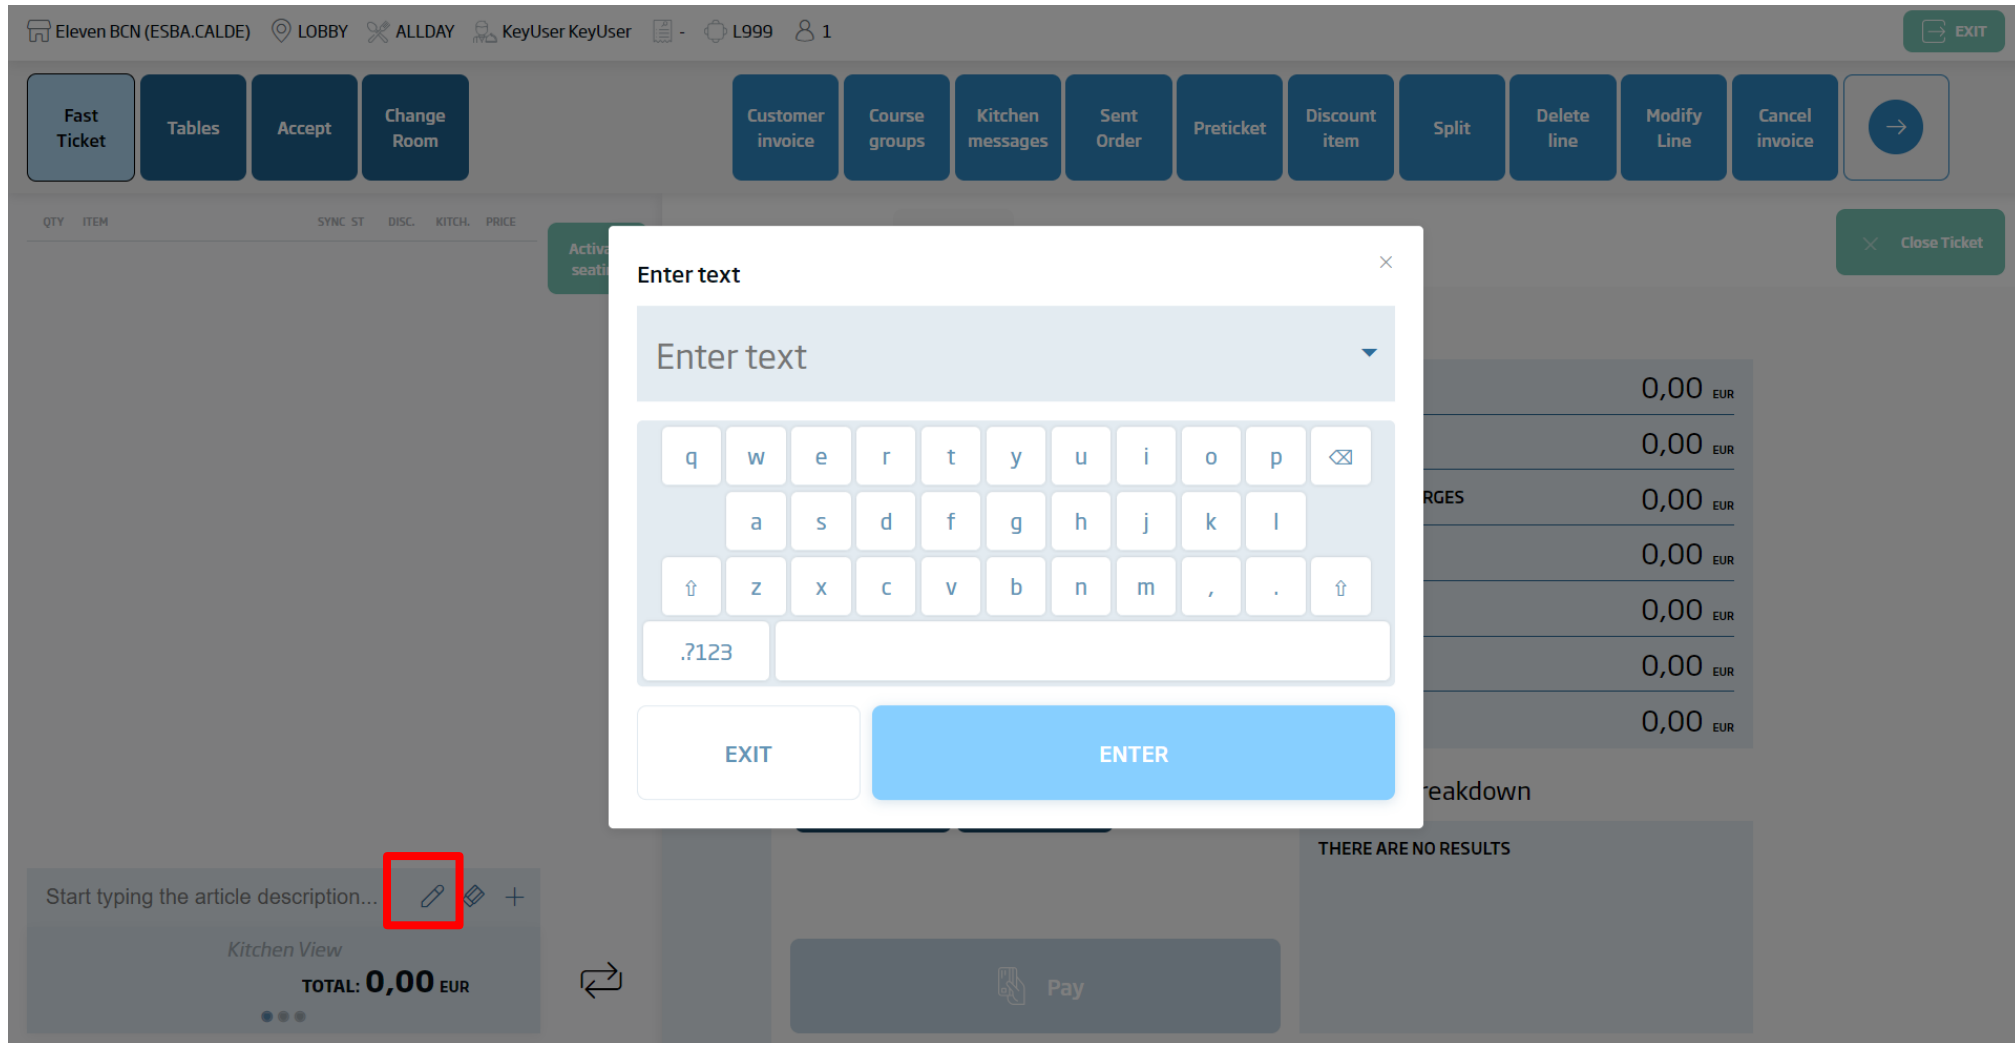 Eleven BCN (ESBA.CALDE) LOBBY ALLDAY KeyUser KeyUser - L999 1 EXIT
Fast Ticket
Tables
Accept
Change Room
Customer invoice
Course groups
Kitchen messages
Sent Order
Preticket
Discount item
Split
Delete line
Modify Line
Cancel invoice
QTY ITEM SYNC ST DISC. KITCH. PRICE
Close Ticket
Enter text
Enter text
q w e r t y u i o p
a s d f g h j k l
z x c v b n m , .
.?123
EXIT ENTER
0,00 EUR
0,00 EUR
RGES 0,00 EUR
0,00 EUR
0,00 EUR
0,00 EUR
0,00 EUR
eakdown
THERE ARE NO RESULTS
Start typing the article description...
Kitchen View
TOTAL: 0,00 EUR
Pay